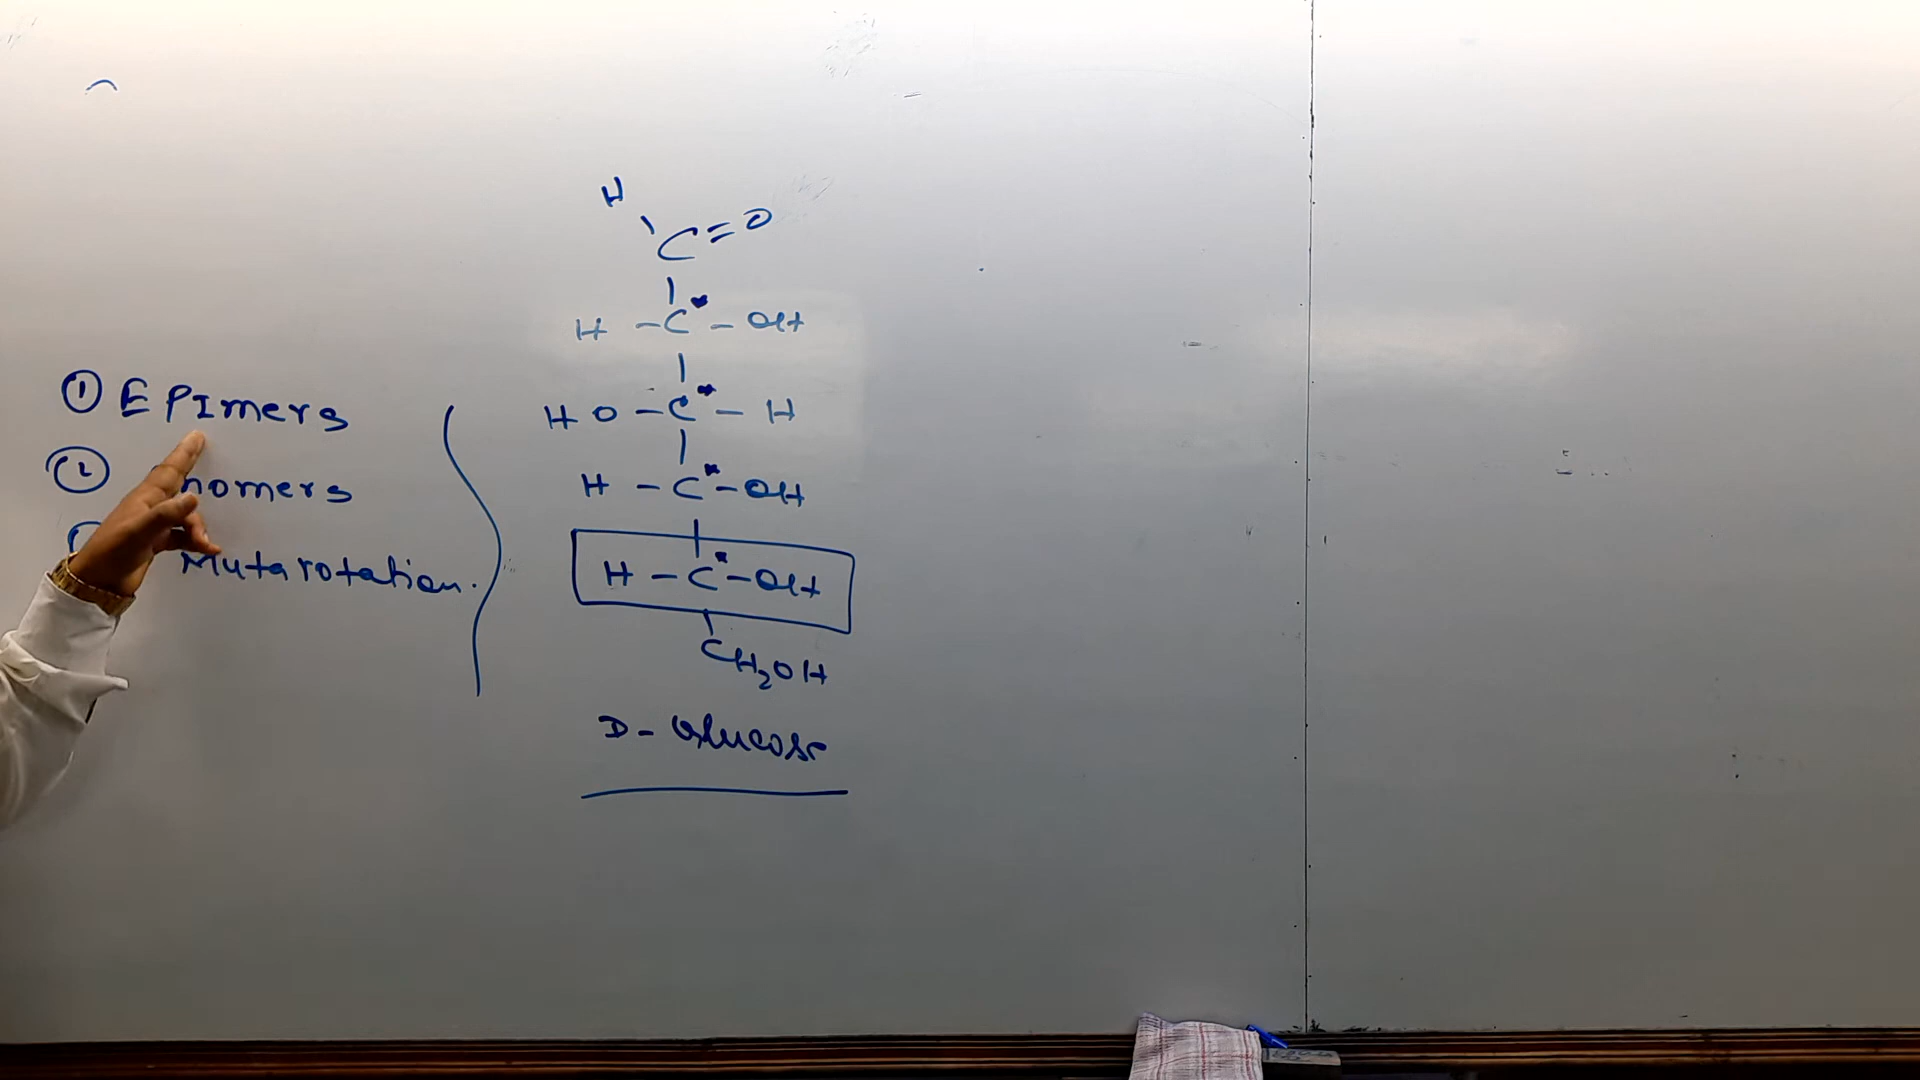 ① EPImers
② nomers
Mutarotation.
H
C=O
H - C* - OH
HO - C* - H
H - C* - OH
H - C* - OH
CH₂OH
D- Glucose